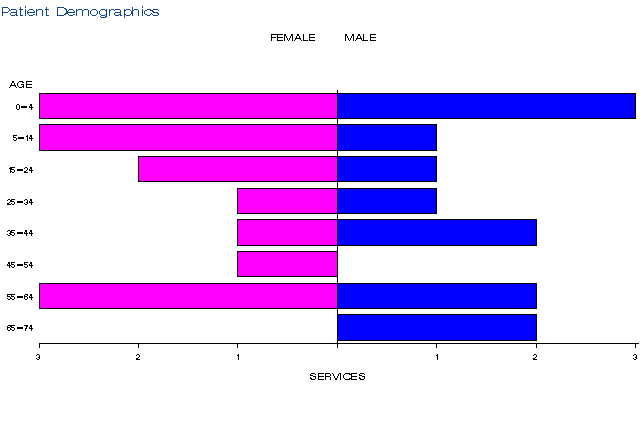 Patient Demographics
FEMALE MALE
AGE
0-4
5-14
15-24
25-34
35-44
45-54
55-64
65-74
3 2 1 1 2 3
SERVICES